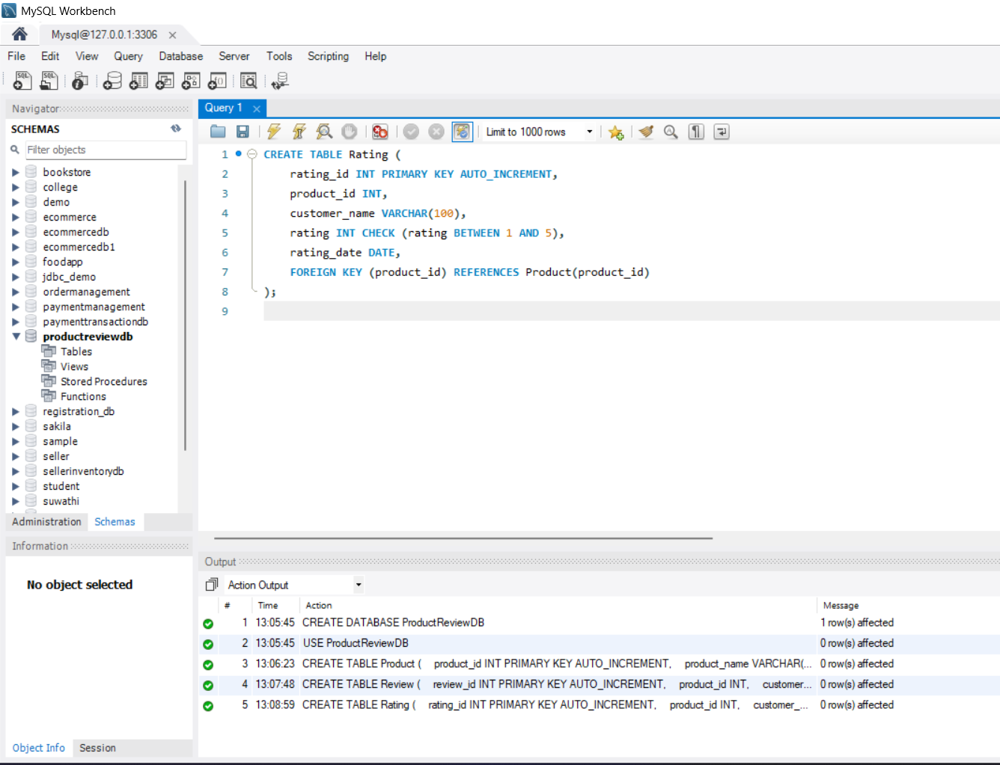 MySQL Workbench
Mysql@127.0.0.1:3306
File Edit View Query Database Server Tools Scripting Help
Navigator
SCHEMAS
Filter objects
bookstore
college
demo
ecommerce
ecommercedb
ecommercedb1
foodapp
jdbc_demo
ordermanagement
paymentmanagement
paymenttransactiondb
productreviewdb
Tables
Views
Stored Procedures
Functions
registration_db
sakila
sample
seller
sellerinventorydb
student
suwathi
Administration Schemas
Information
No object selected
Object Info Session
Query 1
Limit to 1000 rows
1 CREATE TABLE Rating (
2 rating_id INT PRIMARY KEY AUTO_INCREMENT,
3 product_id INT,
4 customer_name VARCHAR(100),
5 rating INT CHECK (rating BETWEEN 1 AND 5),
6 rating_date DATE,
7 FOREIGN KEY (product_id) REFERENCES Product(product_id)
8 );
9
Output
Action Output
# Time Action Message
1 13:05:45 CREATE DATABASE ProductReviewDB 1 row(s) affected
2 13:05:45 USE ProductReviewDB 0 row(s) affected
3 13:06:23 CREATE TABLE Product ( product_id INT PRIMARY KEY AUTO_INCREMENT, product_name VARCHAR(... 0 row(s) affected
4 13:07:48 CREATE TABLE Review ( review_id INT PRIMARY KEY AUTO_INCREMENT, product_id INT, customer... 0 row(s) affected
5 13:08:59 CREATE TABLE Rating ( rating_id INT PRIMARY KEY AUTO_INCREMENT, product_id INT, customer_... 0 row(s) affected